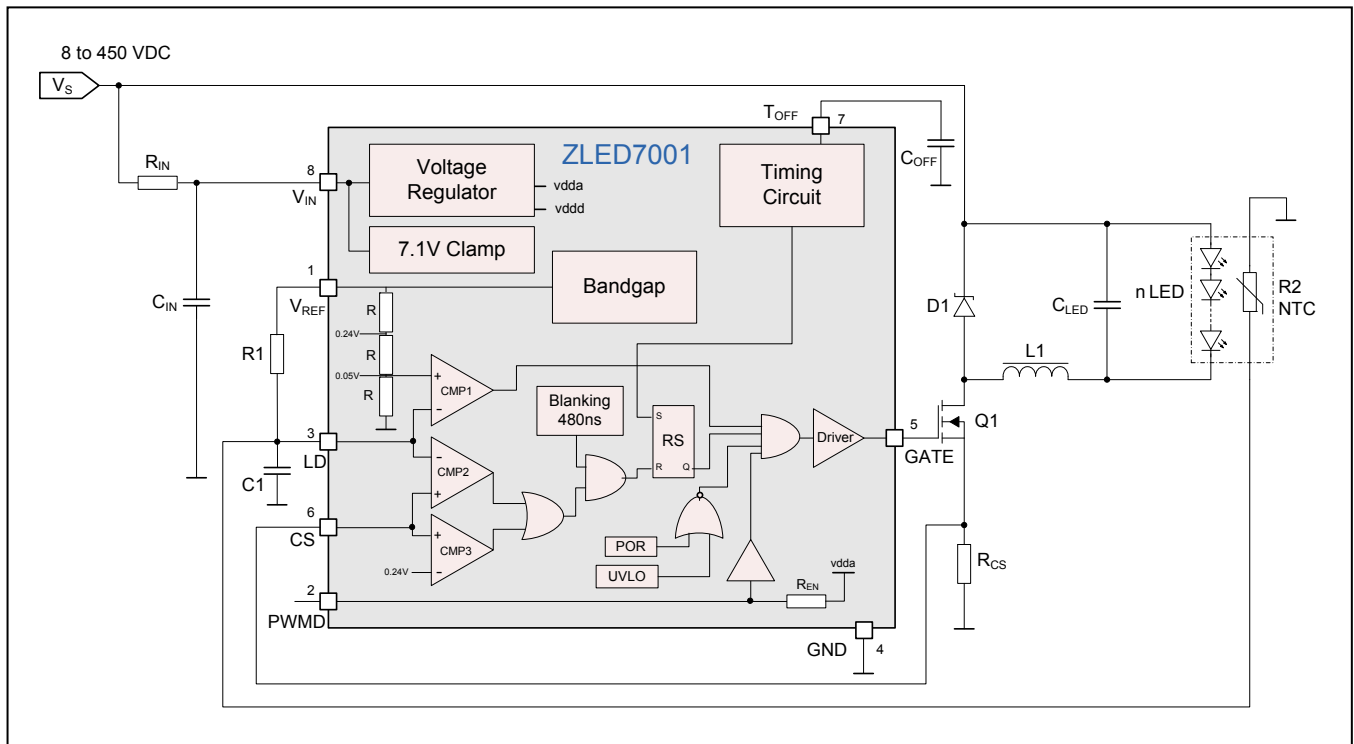 8 to 450 VDC
VS
TOFF
7
COFF
ZLED7001
RIN
8
VIN
Voltage
Regulator
vdda
vddd
Timing
Circuit
7.1V Clamp
CIN
1
VREF
Bandgap
R
0.24V
R
0.05V
R
R1
D1
CLED
n LED
R2
NTC
L1
+
CMP1
-
Blanking
480ns
S
RS
R
Q
Driver
5
GATE
Q1
3
LD
C1
-
CMP2
+
6
CS
+
CMP3
0.24V
-
POR
UVLO
vdda
REN
RCS
2
PWMD
GND
4